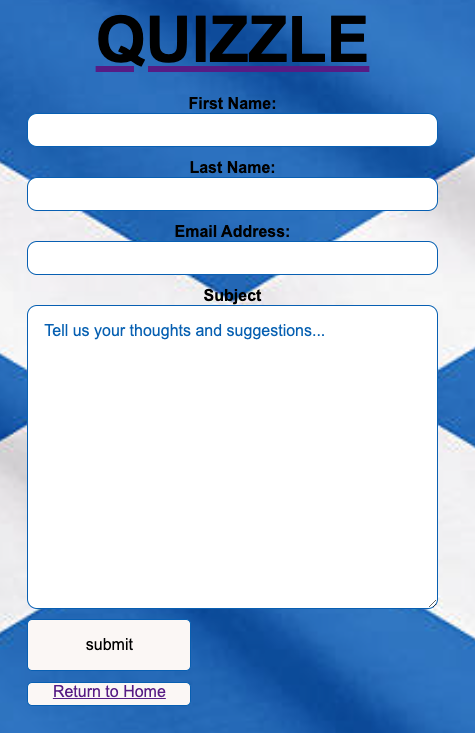 QUIZZLE
First Name:
Last Name:
Email Address:
Subject
Tell us your thoughts and suggestions...
submit
Return to Home